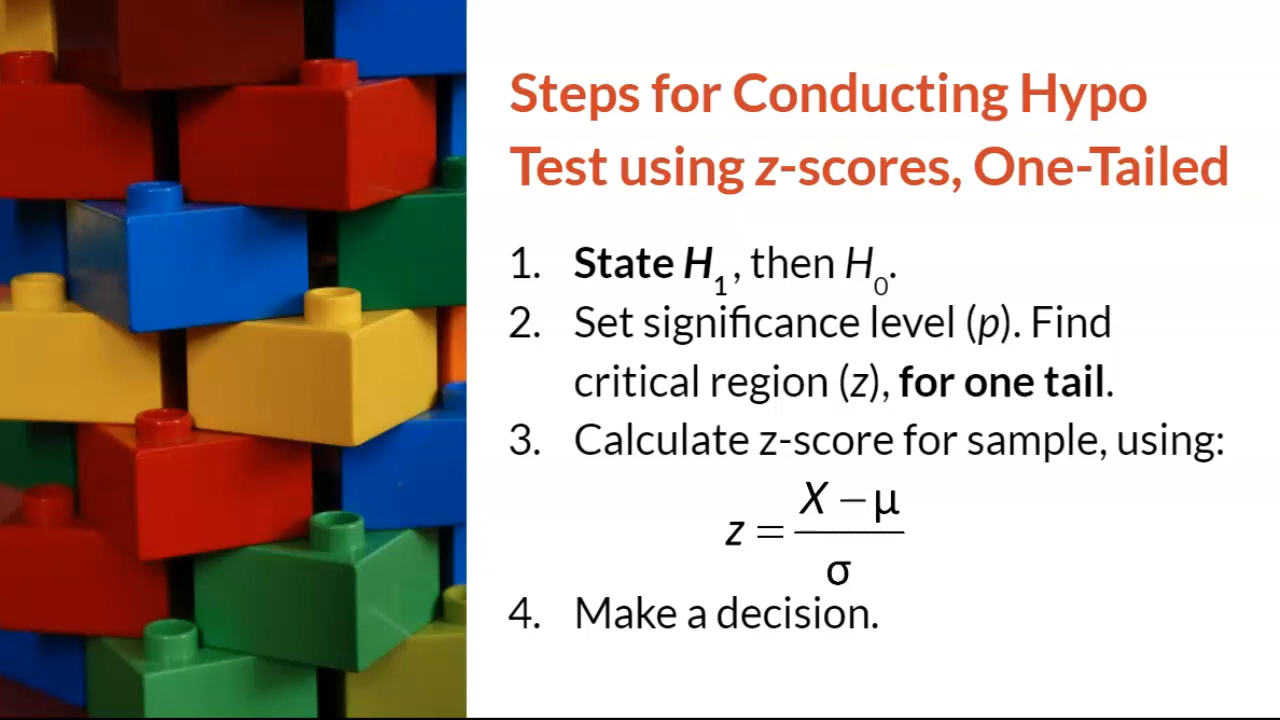 Steps for Conducting Hypo
Test using z-scores, One-Tailed
1. State H₁, then H₀.
2. Set significance level (p). Find
critical region (z), for one tail.
3. Calculate z-score for sample, using:
z = (X − μ) / σ
4. Make a decision.